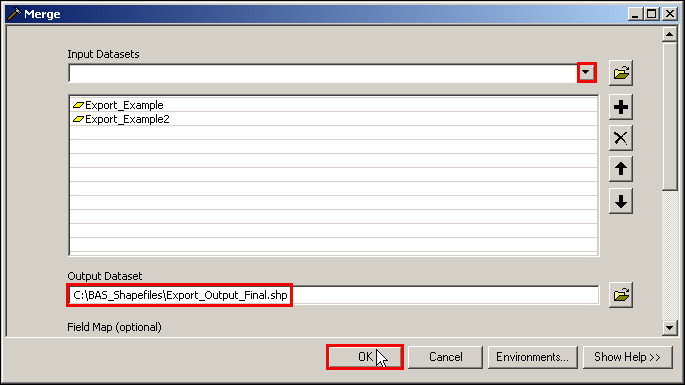 Merge
Input Datasets
Export_Example
Export_Example2
Output Dataset
C:\BAS_Shapefiles\Export_Output_Final.shp
Field Map (optional)
OK Cancel Environments... Show Help >>